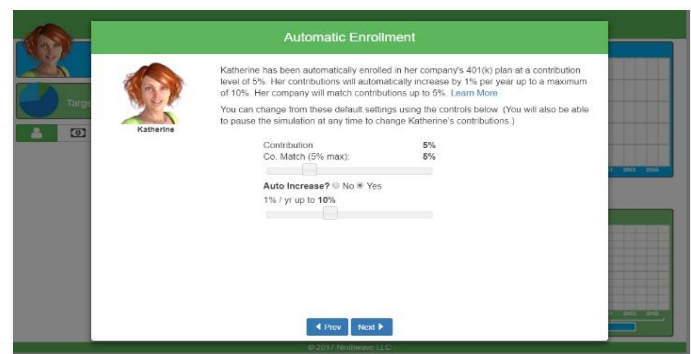 Automatic Enrollment
Katherine has been automatically enrolled in her company's 401(k) plan at a contribution
level of 5%. Her contributions will automatically increase by 1% per year up to a maximum
of 10%. Her company will match contributions up to 5%. Learn More
You can change from these default settings using the controls below. (You will also be able
to pause the simulation at any time to change Katherine's contributions.)
Katherine
Targe
Contribution 5%
Co. Match (5% max): 5%
Auto Increase? No Yes
1% / yr up to 10%
Prev Next
© 2017 Ninthwave LLC